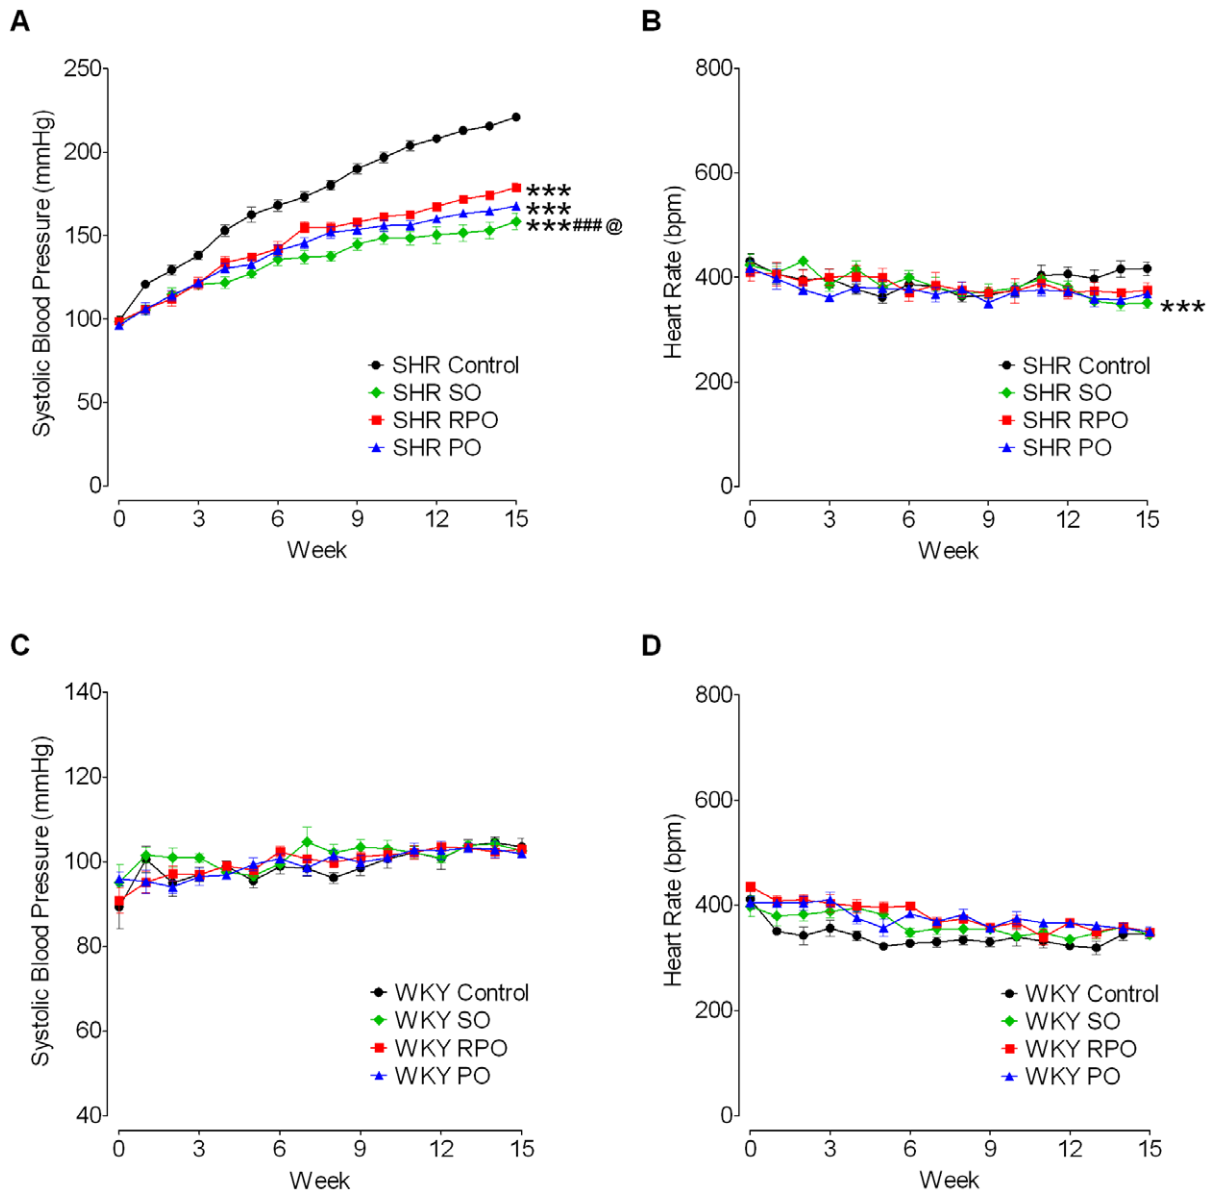 A
Systolic Blood Pressure (mmHg)
250
200
150
100
50
0
***
***
***###@
SHR Control
SHR SO
SHR RPO
SHR PO
0 3 6 9 12 15
Week
B
Heart Rate (bpm)
800
600
400
200
0
***
SHR Control
SHR SO
SHR RPO
SHR PO
0 3 6 9 12 15
Week
C
Systolic Blood Pressure (mmHg)
140
120
100
80
60
40
WKY Control
WKY SO
WKY RPO
WKY PO
0 3 6 9 12 15
Week
D
Heart Rate (bpm)
800
600
400
200
0
WKY Control
WKY SO
WKY RPO
WKY PO
0 3 6 9 12 15
Week